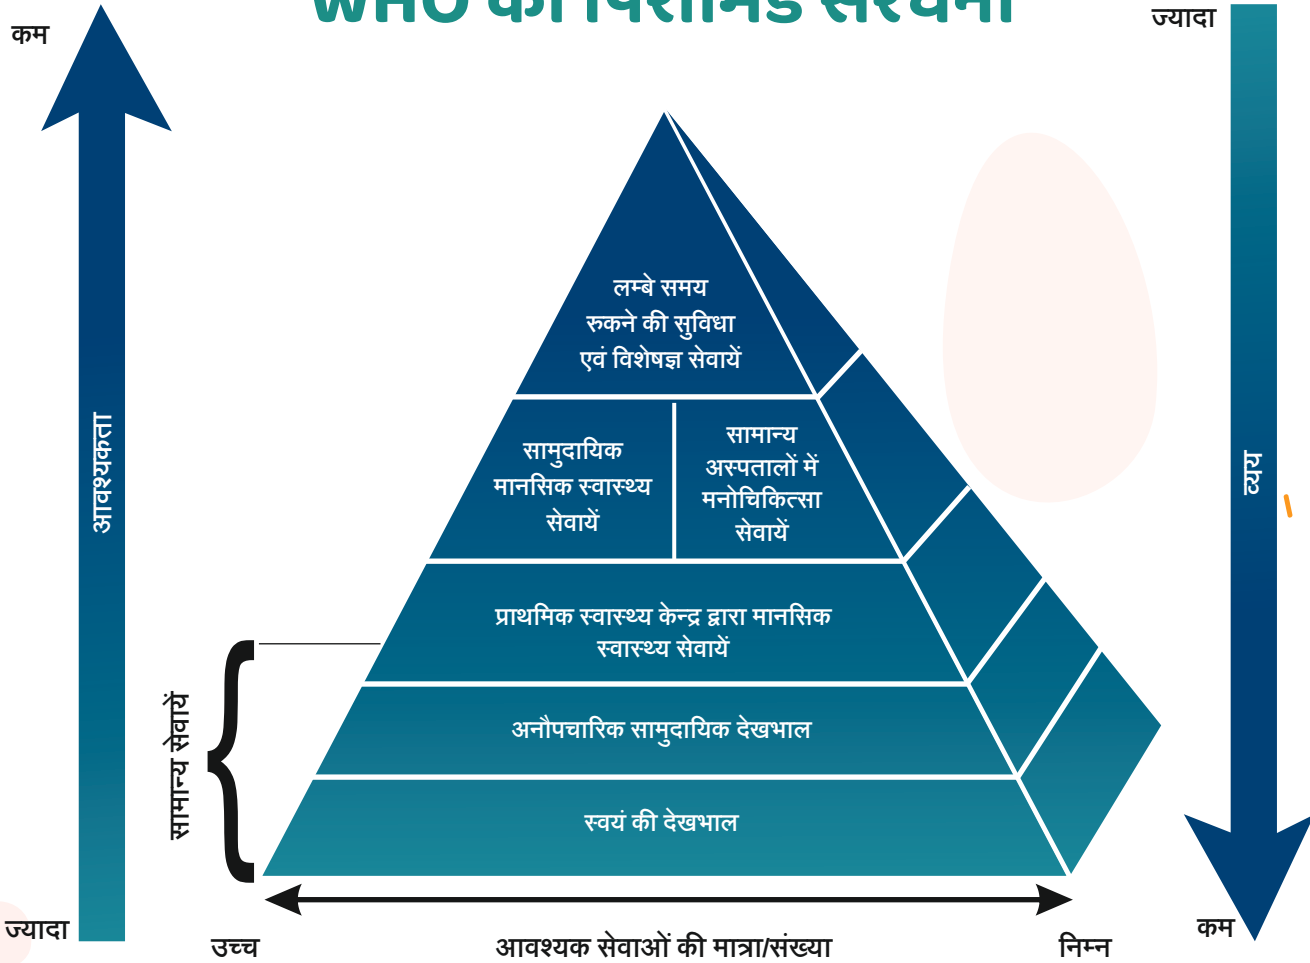 WHO की पिरामिड संरचना
कम
ज्यादा
लम्बे समय
रुकने की सुविधा
एवं विशेषज्ञ सेवायें
सामुदायिक
मानसिक स्वास्थ्य
सेवायें
सामान्य
अस्पतालों में
मनोचिकित्सा
सेवायें
आवश्यकता
व्यय
प्राथमिक स्वास्थ्य केन्द्र द्वारा मानसिक
स्वास्थ्य सेवायें
सामान्य सेवायें
अनौपचारिक सामुदायिक देखभाल
स्वयं की देखभाल
ज्यादा
कम
उच्च
आवश्यक सेवाओं की मात्रा/संख्या
निम्न